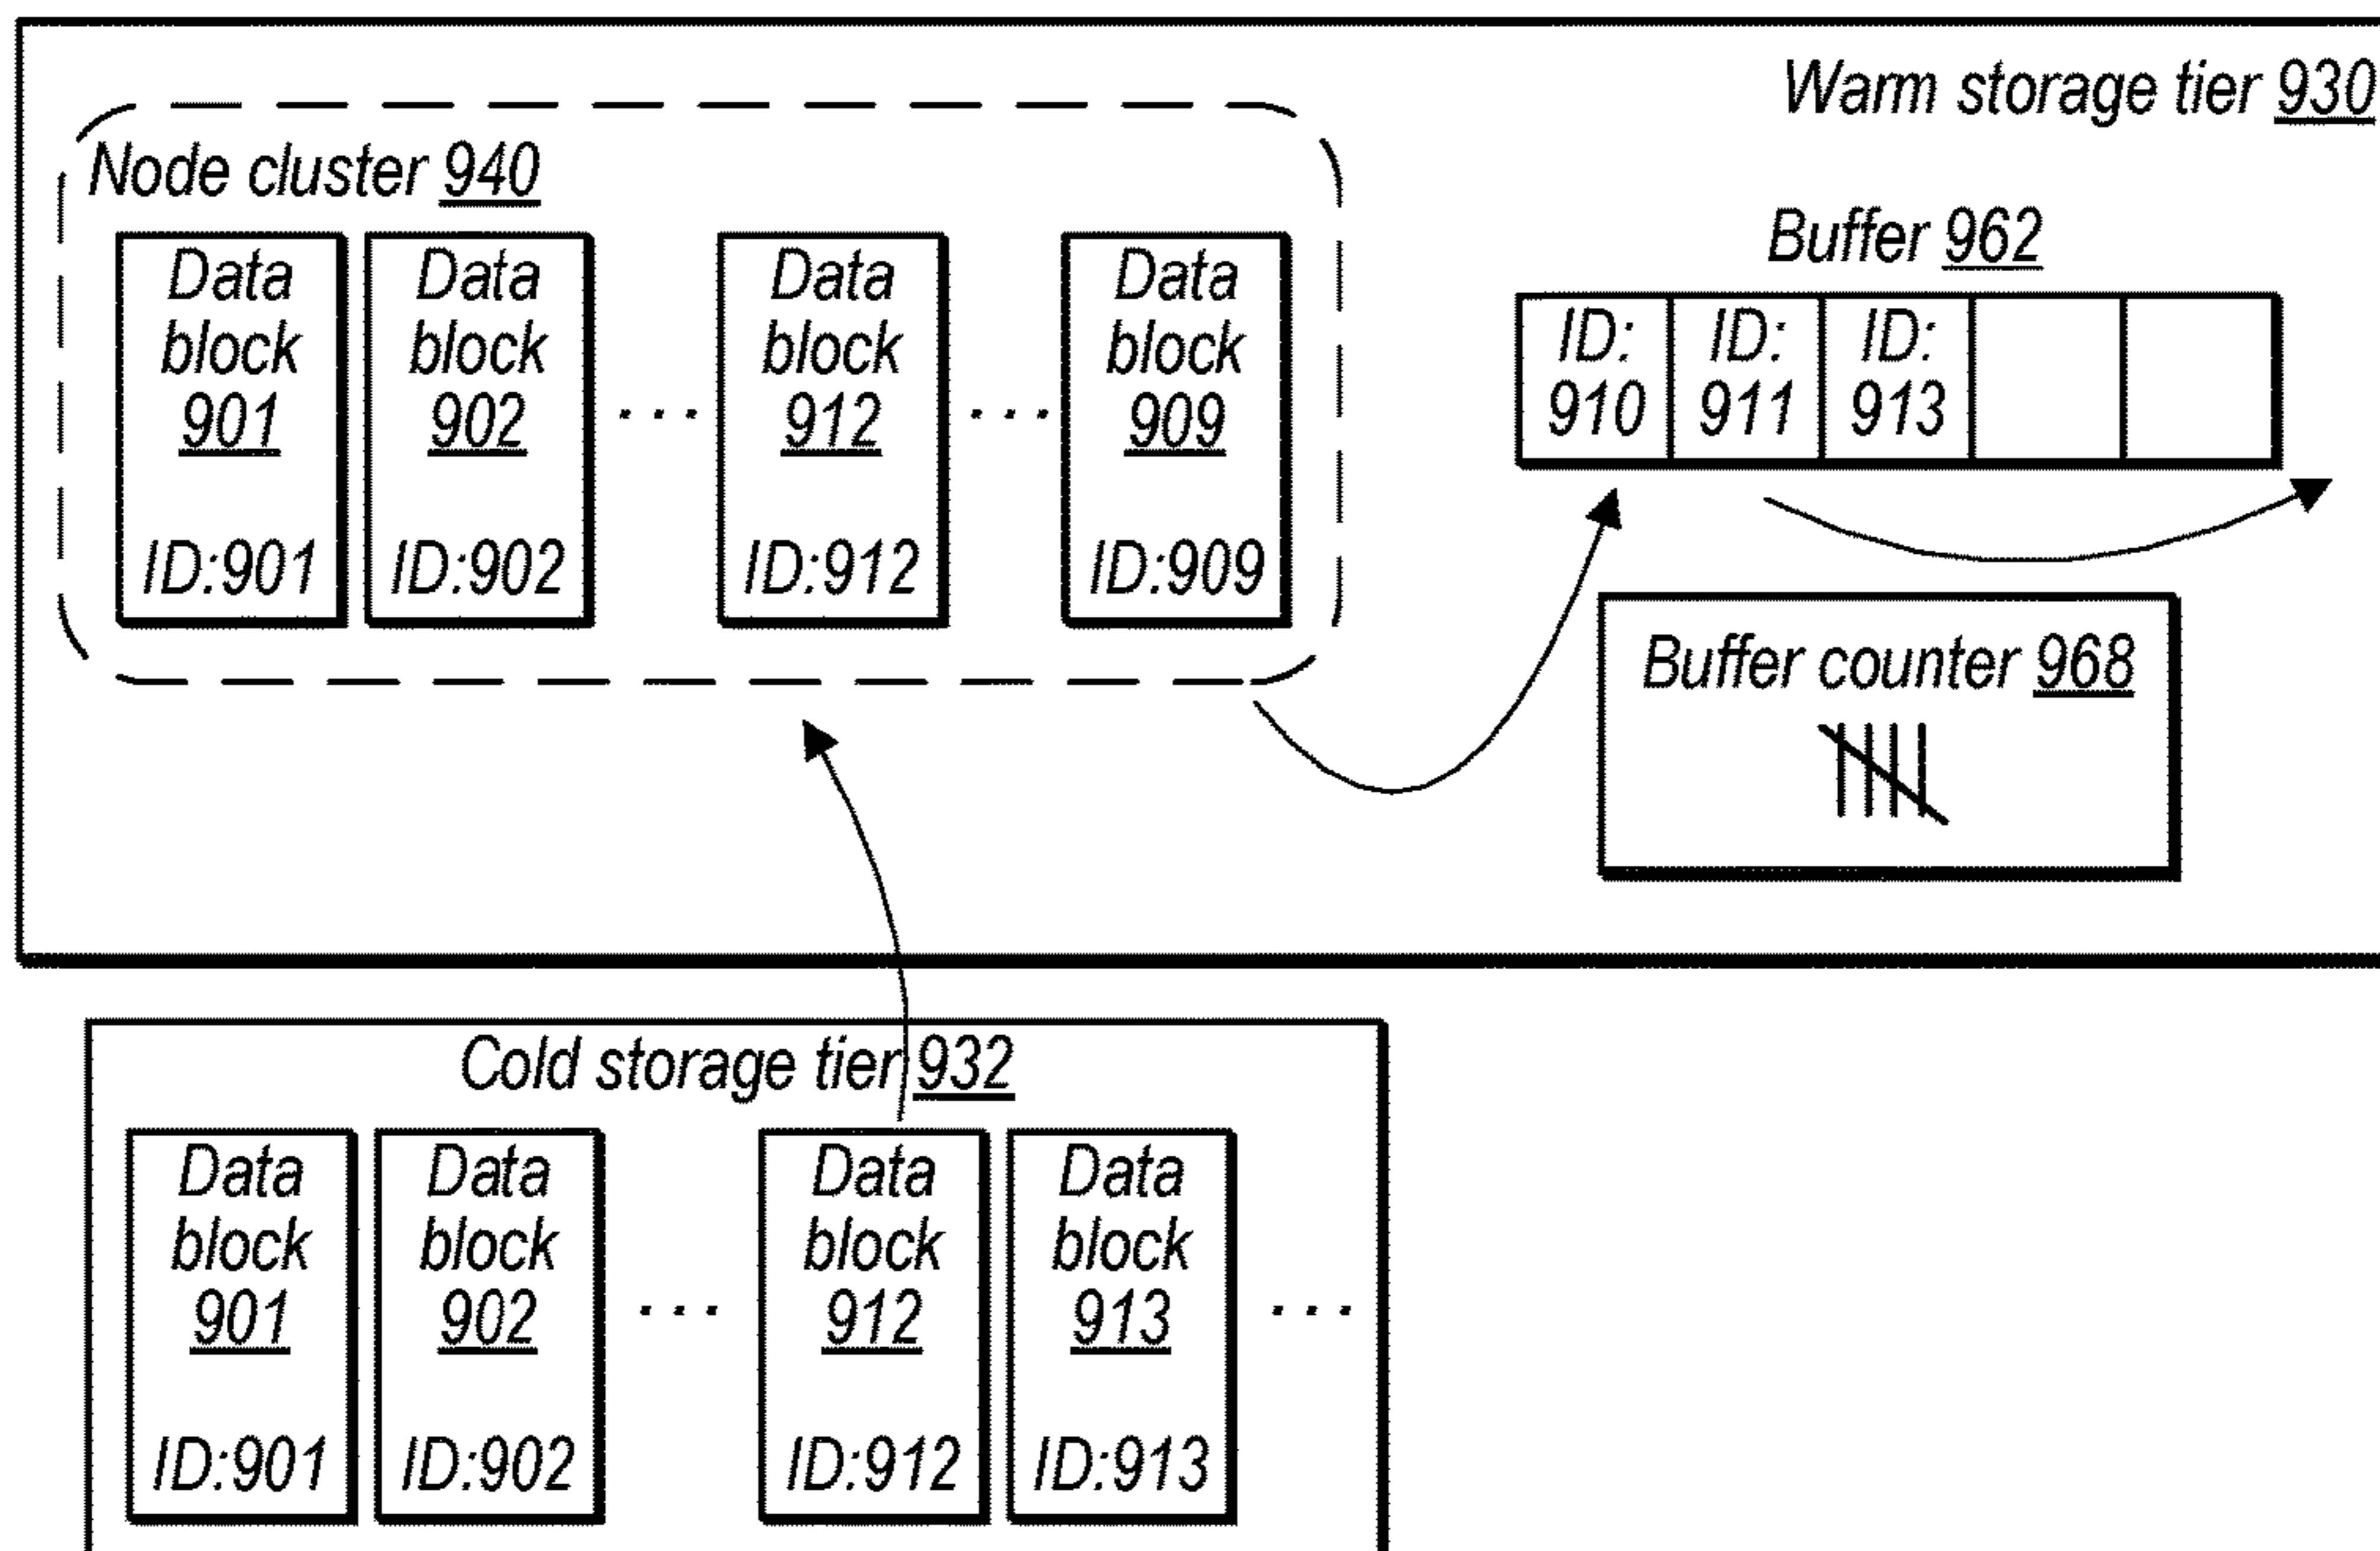 Warm storage tier 930
Node cluster 940
Data block 901 ID:901
Data block 902 ID:902
...
Data block 912 ID:912
...
Data block 909 ID:909
Buffer 962
ID: 910
ID: 911
ID: 913
Buffer counter 968
Cold storage tier 932
Data block 901 ID:901
Data block 902 ID:902
...
Data block 912 ID:912
Data block 913 ID:913
...